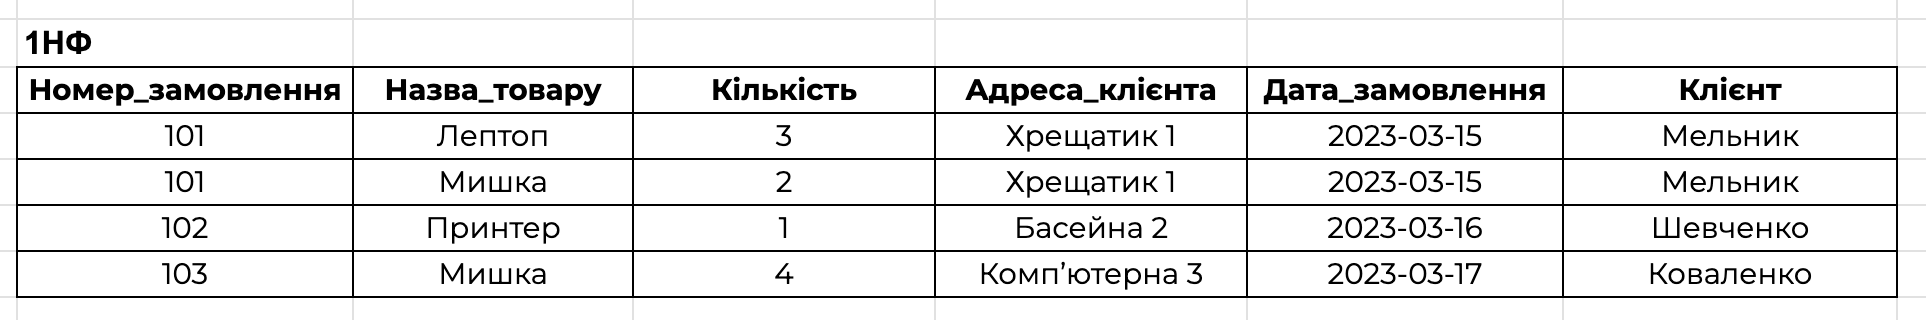 1НФ
Номер_замовлення Назва_товару Кількість Адреса_клієнта Дата_замовлення Клієнт
101 Лептоп 3 Хрещатик 1 2023-03-15 Мельник
101 Мишка 2 Хрещатик 1 2023-03-15 Мельник
102 Принтер 1 Басейна 2 2023-03-16 Шевченко
103 Мишка 4 Комп’ютерна 3 2023-03-17 Коваленко